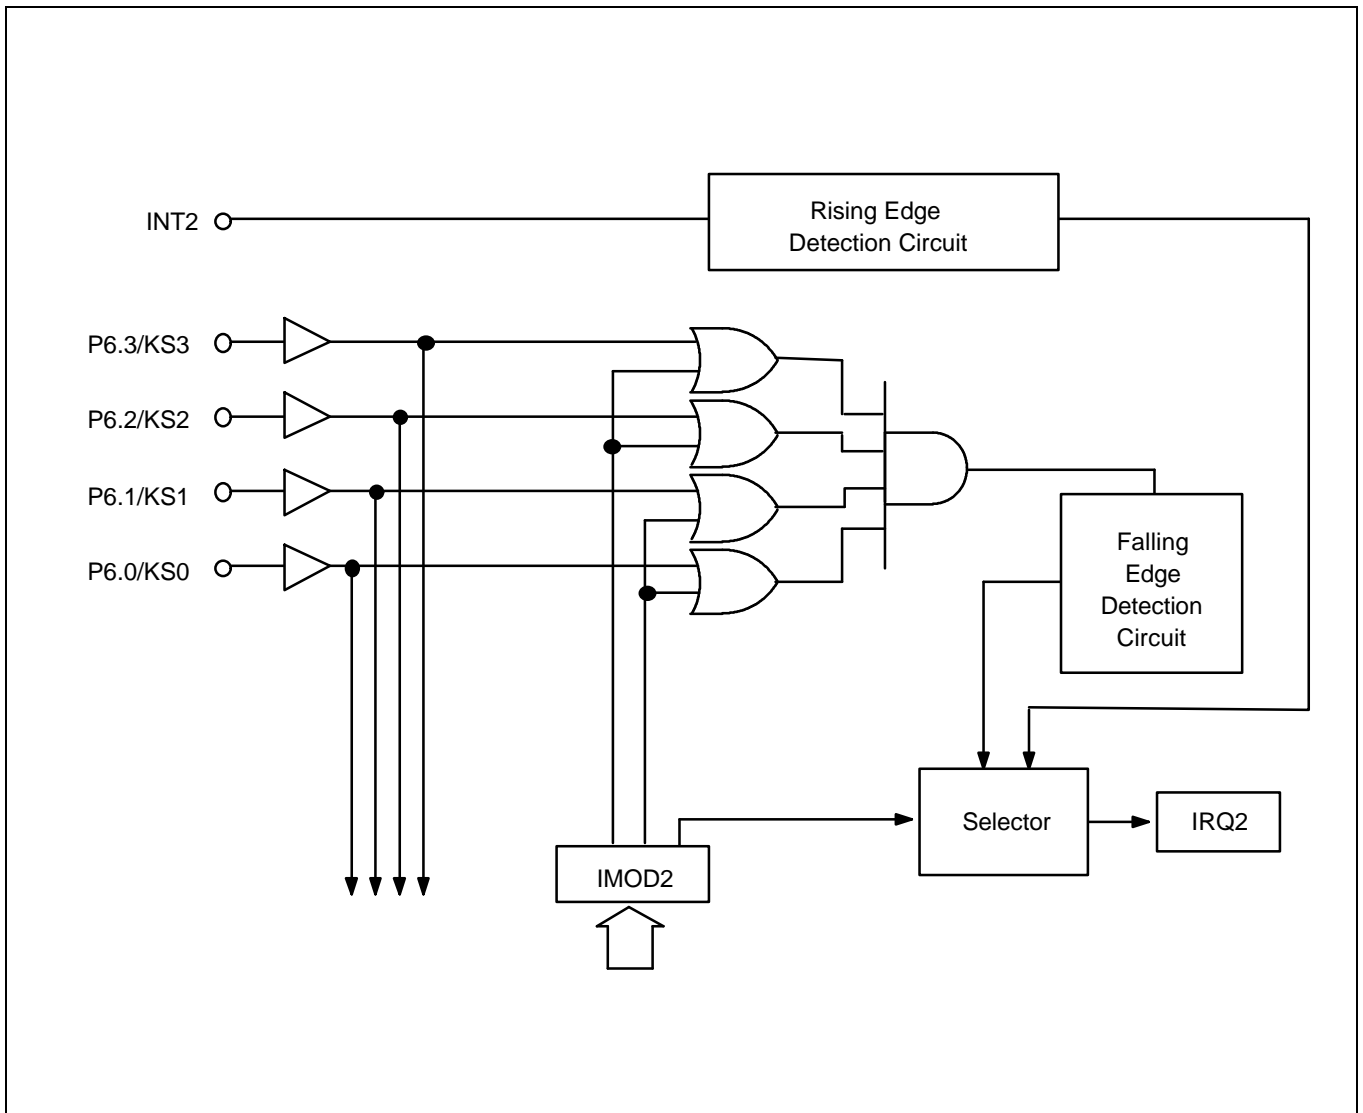 INT2
Rising Edge
Detection Circuit
P6.3/KS3
P6.2/KS2
P6.1/KS1
P6.0/KS0
Falling
Edge
Detection
Circuit
Selector
IRQ2
IMOD2